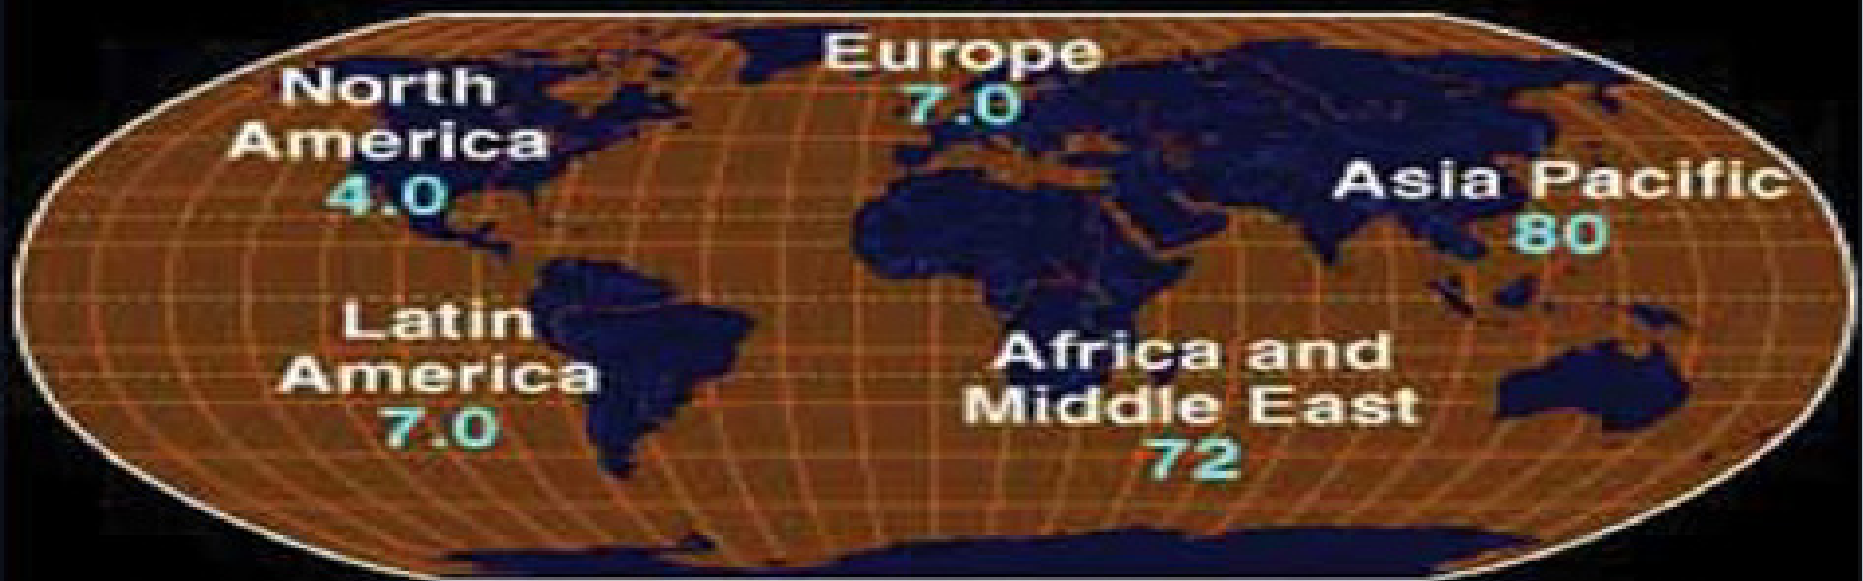 North
America
4.0
Europe
7.0
Asia Pacific
80
Latin
America
7.0
Africa and
Middle East
72